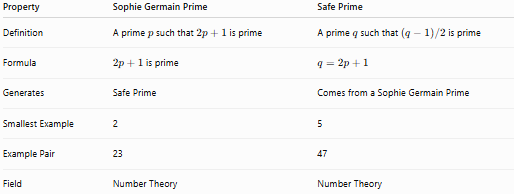 Property Sophie Germain Prime Safe Prime
Definition A prime p such that 2p + 1 is prime A prime q such that (q − 1)/2 is prime
Formula 2p + 1 is prime q = 2p + 1
Generates Safe Prime Comes from a Sophie Germain Prime
Smallest Example 2 5
Example Pair 23 47
Field Number Theory Number Theory